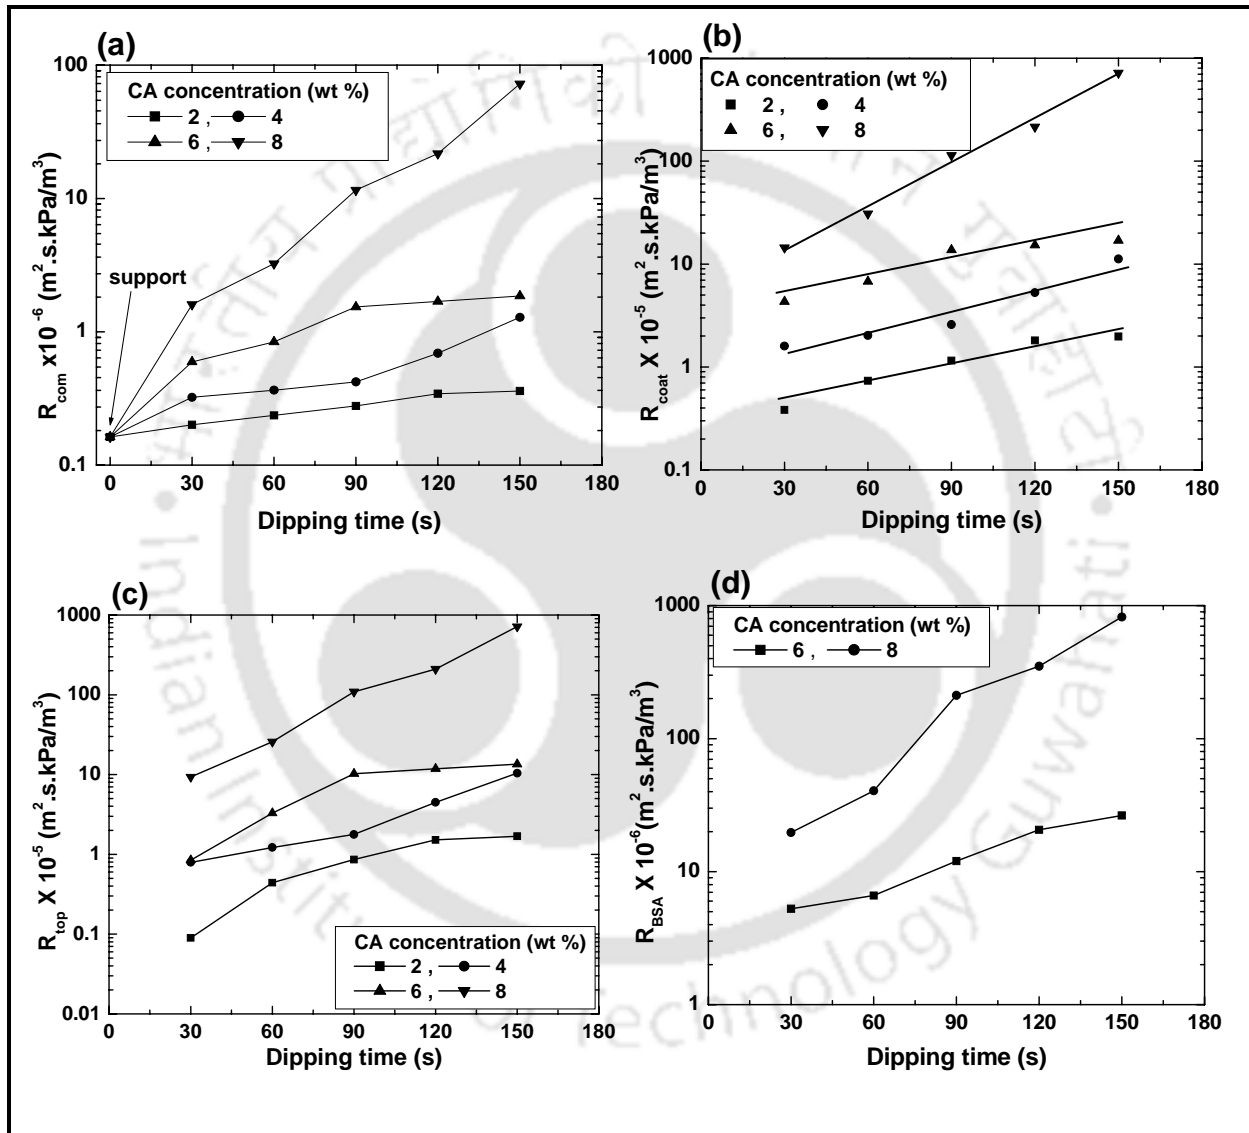 (a)
100
10
1
0.1
R_com x10^-6 (m^2.s.kPa/m^3)
CA concentration (wt %)
2 , 4
6 , 8
support
0 30 60 90 120 150 180
Dipping time (s)
(b)
1000
100
10
1
0.1
R_coat X 10^-5 (m^2.s.kPa/m^3)
CA concentration (wt %)
2, 4
6, 8
0 30 60 90 120 150 180
Dipping time (s)
(c)
1000
100
10
1
0.1
0.01
R_top X 10^-5 (m^2.s.kPa/m^3)
CA concentration (wt %)
2 , 4
6 , 8
0 30 60 90 120 150 180
Dipping time (s)
(d)
1000
100
10
1
R_BSA X 10^-6 (m^2.s.kPa/m^3)
CA concentration (wt %)
6 , 8
0 30 60 90 120 150 180
Dipping time (s)
Indian Institu
of Technology Guwahati